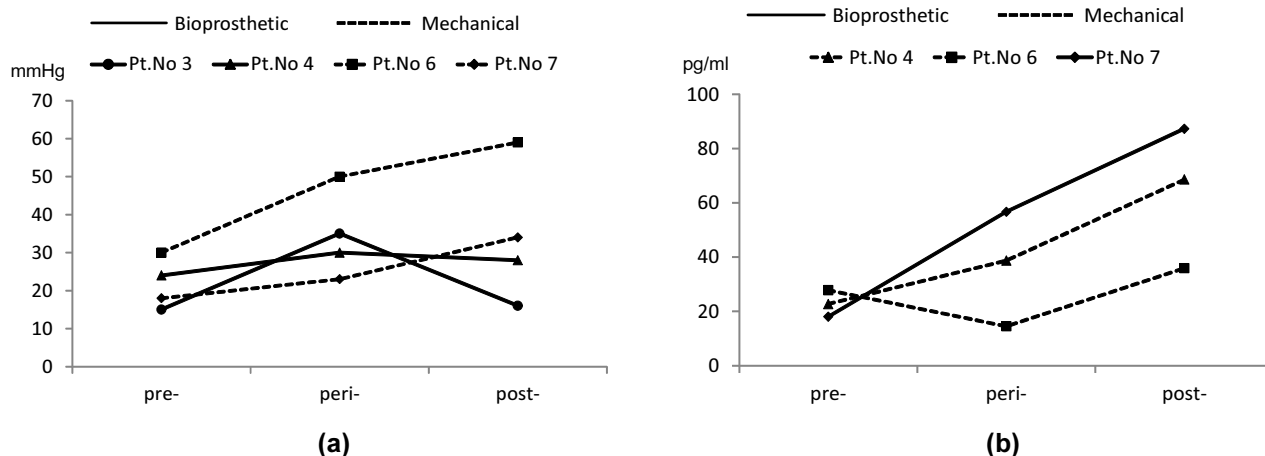 Bioprosthetic Mechanical
Pt.No 3 Pt.No 4 Pt.No 6 Pt.No 7
mmHg
70
60
50
40
30
20
10
0
pre- peri- post-
(a)
Bioprosthetic Mechanical
Pt.No 4 Pt.No 6 Pt.No 7
pg/ml
100
80
60
40
20
0
pre- peri- post-
(b)